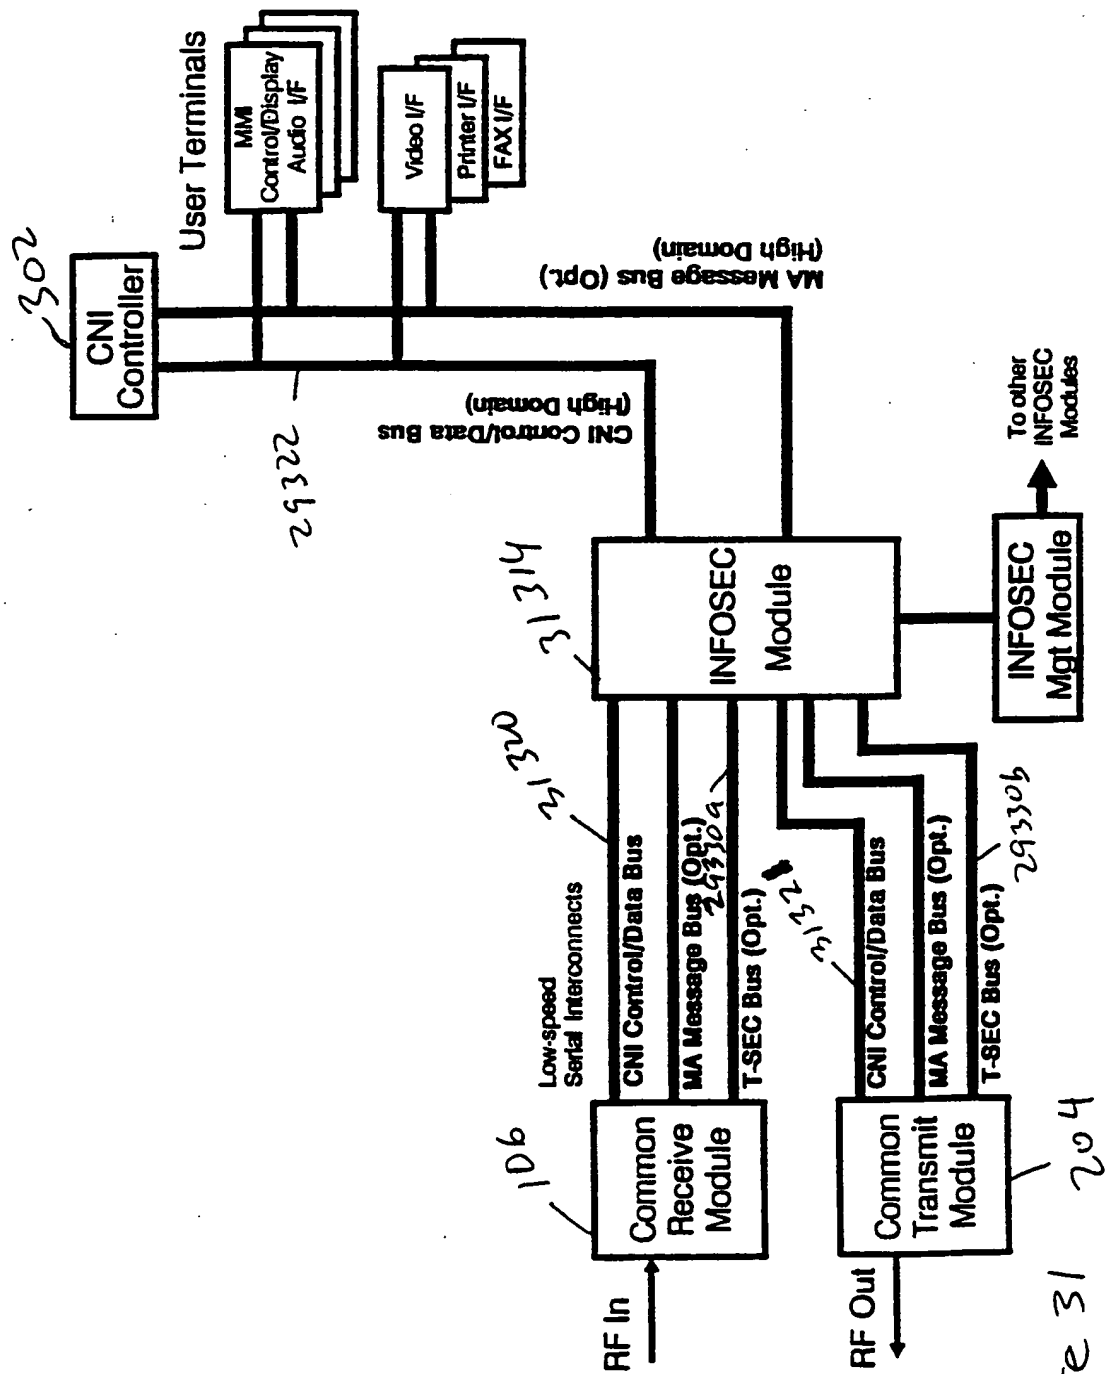 302
CNI
Controller
User Terminals
MMI
Control/Display
Audio I/F
Video I/F
Printer I/F
FAX I/F
MA Message Bus (Opt.)
(High Domain)
29322
CNI Control/Data Bus
(High Domain)
31314
INFOSEC
Module
INFOSEC
Mgt Module
To other
INFOSEC
Modules
31320
Low-speed
Serial Interconnects
CNI Control/Data Bus
MA Message Bus (Opt.)
29330a
T-SEC Bus (Opt.)
3132
CNI Control/Data Bus
MA Message Bus (Opt.)
T-SEC Bus (Opt.)
29330b
106
Common
Receive
Module
RF In
Common
Transmit
Module
204
RF Out
31